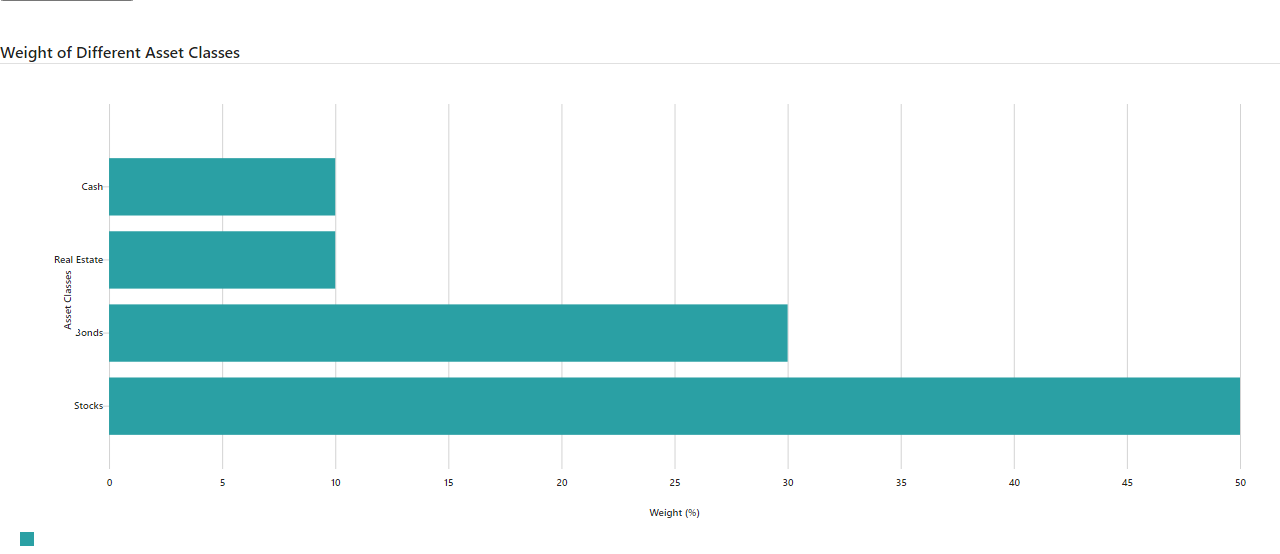 Weight of Different Asset Classes
Cash
Real Estate
Asset Classes
Bonds
Stocks
0 5 10 15 20 25 30 35 40 45 50
Weight (%)